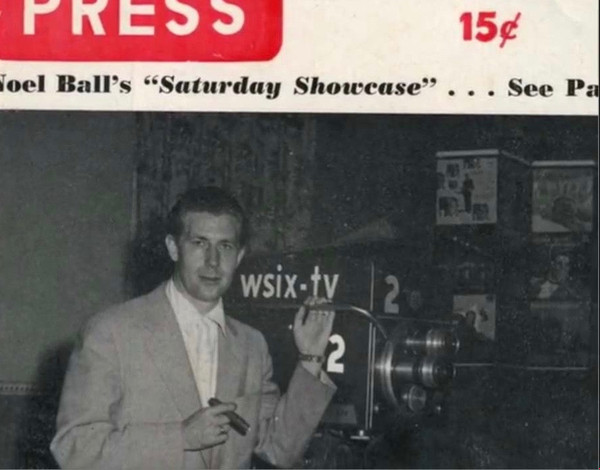 PRESS
15¢
Noel Ball's "Saturday Showcase" . . . See Pa
wsix-tv 2
2